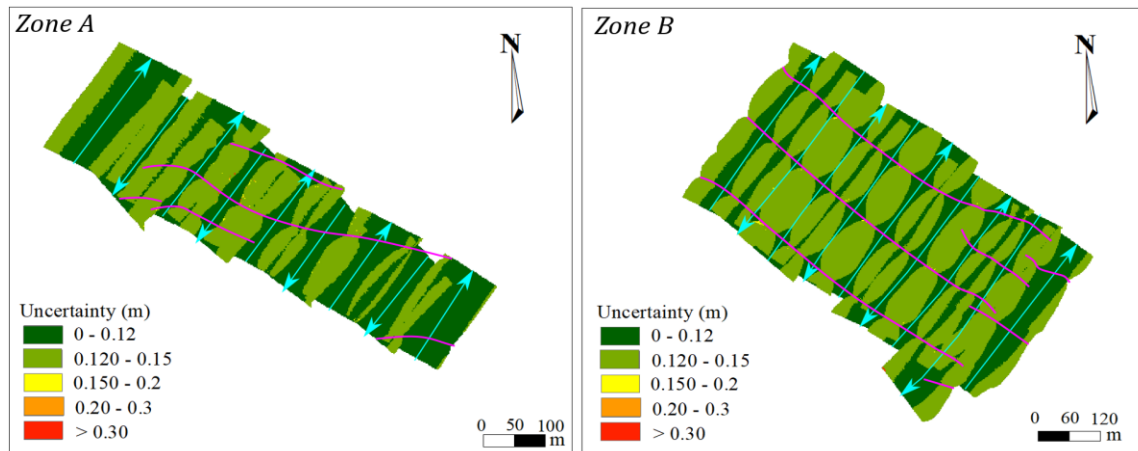 Zone A
N
Uncertainty (m)
0 - 0.12
0.120 - 0.15
0.150 - 0.2
0.20 - 0.3
> 0.30
0 50 100
m
Zone B
N
Uncertainty (m)
0 - 0.12
0.120 - 0.15
0.150 - 0.2
0.20 - 0.3
> 0.30
0 60 120
m